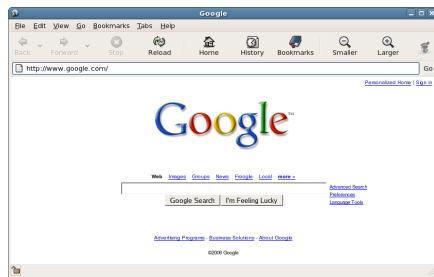 Google
File Edit View Go Bookmarks Tabs Help
Back Forward Stop Reload Home History Bookmarks Smaller Larger
http://www.google.com/ Go
Personalized Home | Sign in
Google™
Web Images Groups News Froogle Local more »
Advanced Search
Preferences
Language Tools
Google Search I'm Feeling Lucky
Advertising Programs - Business Solutions - About Google
©2006 Google